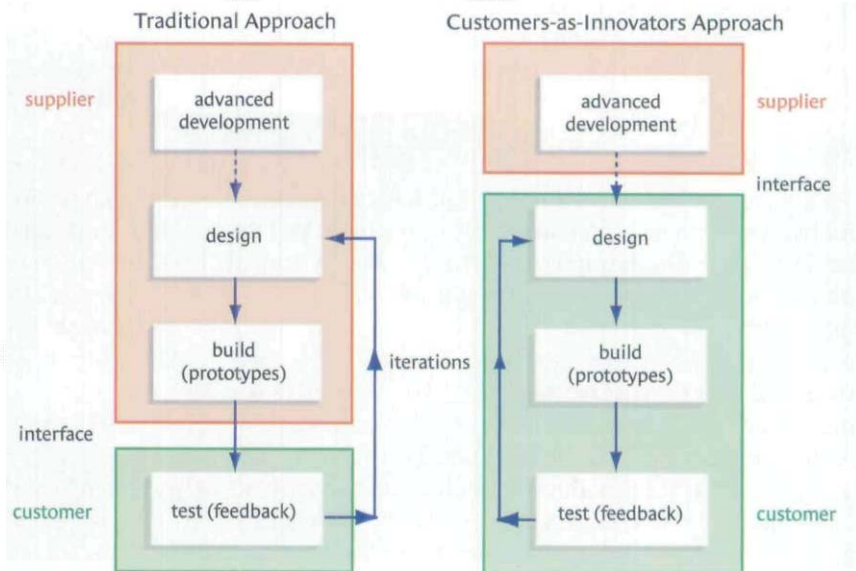 Traditional Approach
supplier
advanced
development
design
build
(prototypes)
interface
customer
test (feedback)
iterations
Customers-as-Innovators Approach
advanced
development
supplier
interface
design
build
(prototypes)
test (feedback)
customer